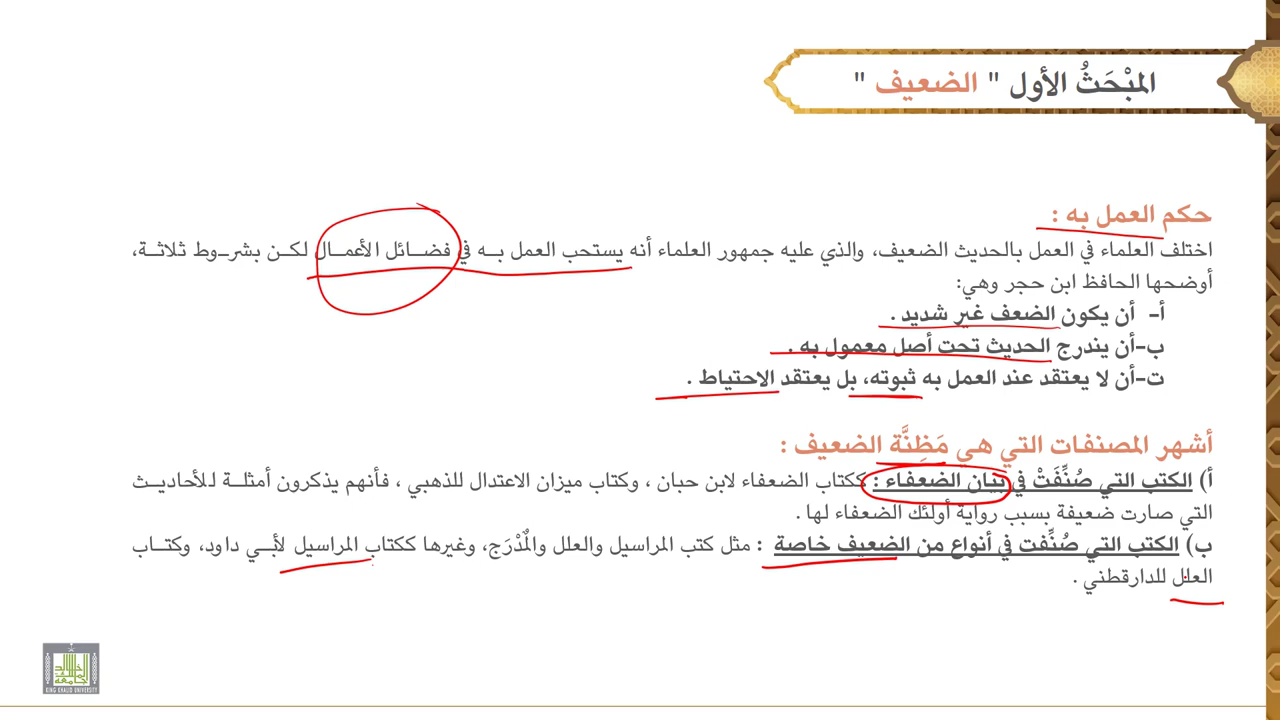 المبْحَثُ الأول " الضعيف "
حكم العمل به :
اختلف العلماء في العمل بالحديث الضعيف، والذي عليه جمهور العلماء أنه يستحب العمل بـه في فضـائل الأعمـال لكـن بشـروط ثلاثـة،
أوضحها الحافظ ابن حجر وهي:
أ- أن يكون الضعف غير شديد .
ب-أن يندرج الحديث تحت أصل معمول به .
ت-أن لا يعتقد عند العمل به ثبوته، بل يعتقد الاحتياط .
أشهر المصنفات التي هي مَظِنَّة الضعيف :
أ) الكتب التي صُنِّفَتْ في بيان الضعفاء : ككتاب الضعفاء لابن حبان ، وكتاب ميزان الاعتدال للذهبي ، فأنهم يذكرون أمثلـة للأحاديـث
التي صارت ضعيفة بسبب رواية أولئك الضعفاء لها .
ب) الكتب التي صُنِّفت في أنواع من الضعيف خاصة : مثل كتب المراسيل والعلل والمُدْرَج، وغيرها ككتاب المراسيل لأبـي داود، وكتـاب
العلل للدارقطني .
KING KHALID UNIVERSITY